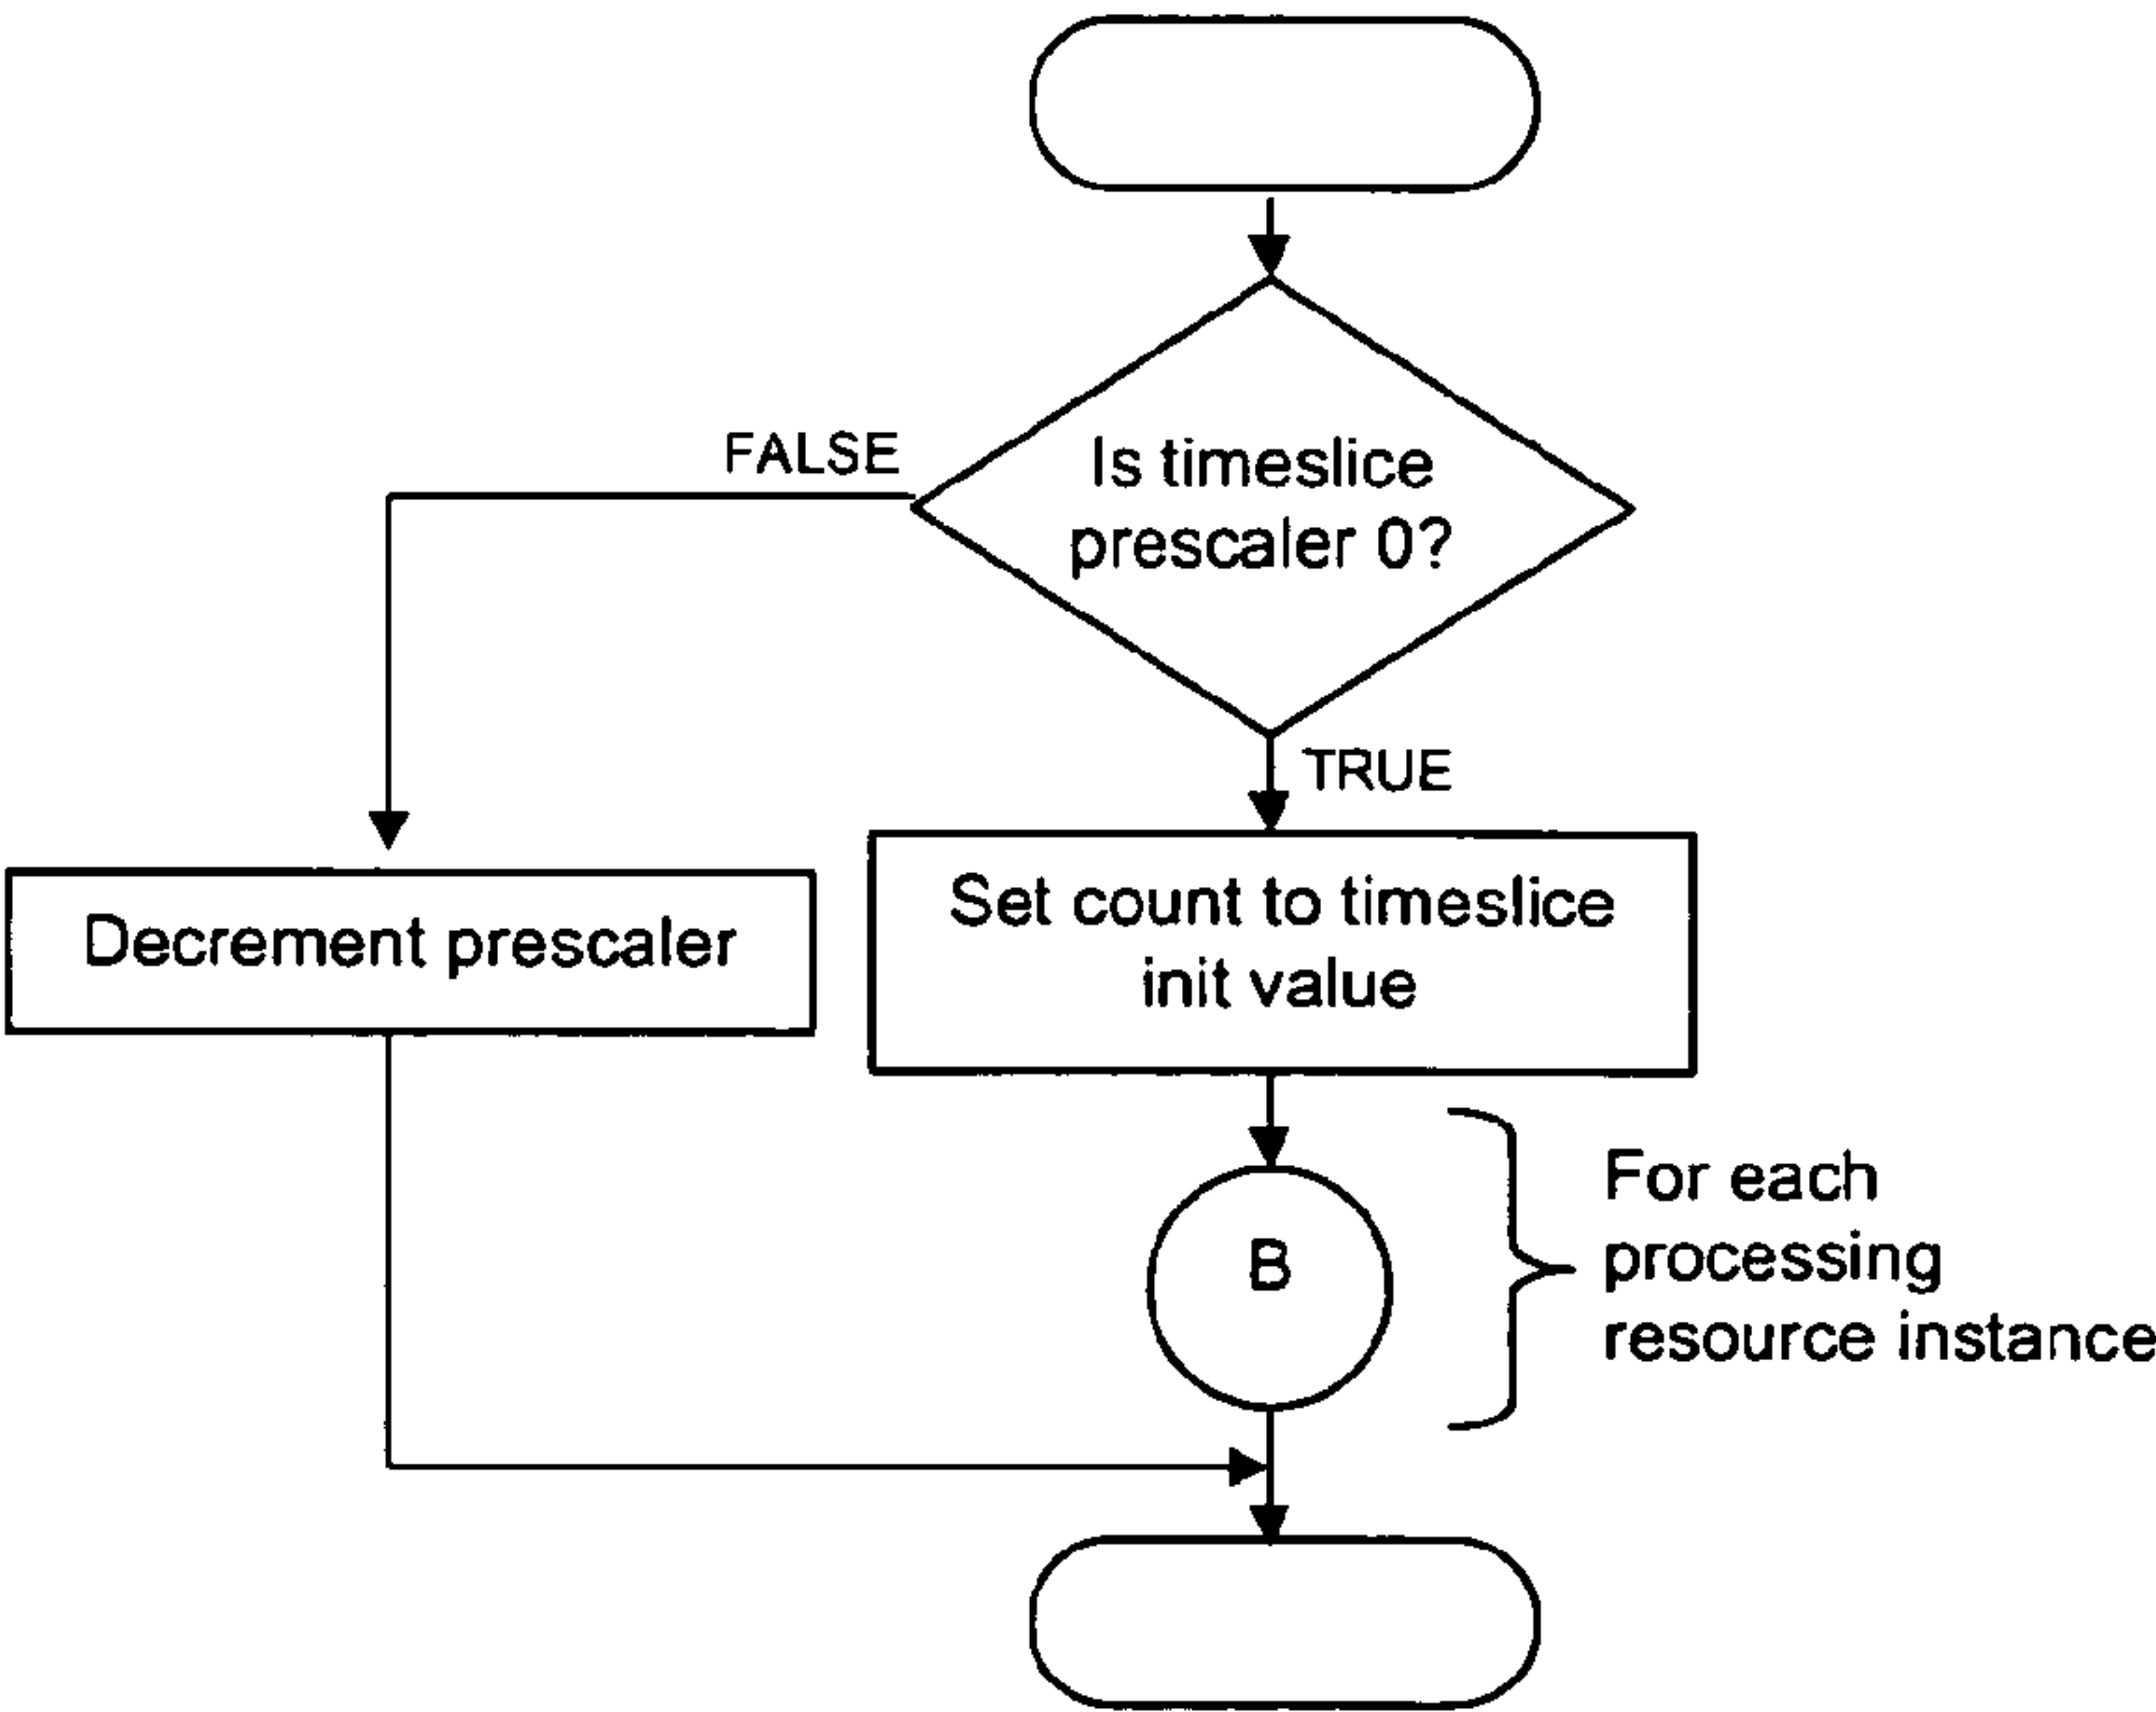 Is timeslice
prescaler 0?
FALSE
TRUE
Decrement prescaler
Set count to timeslice
init value
B
For each
processing
resource instance